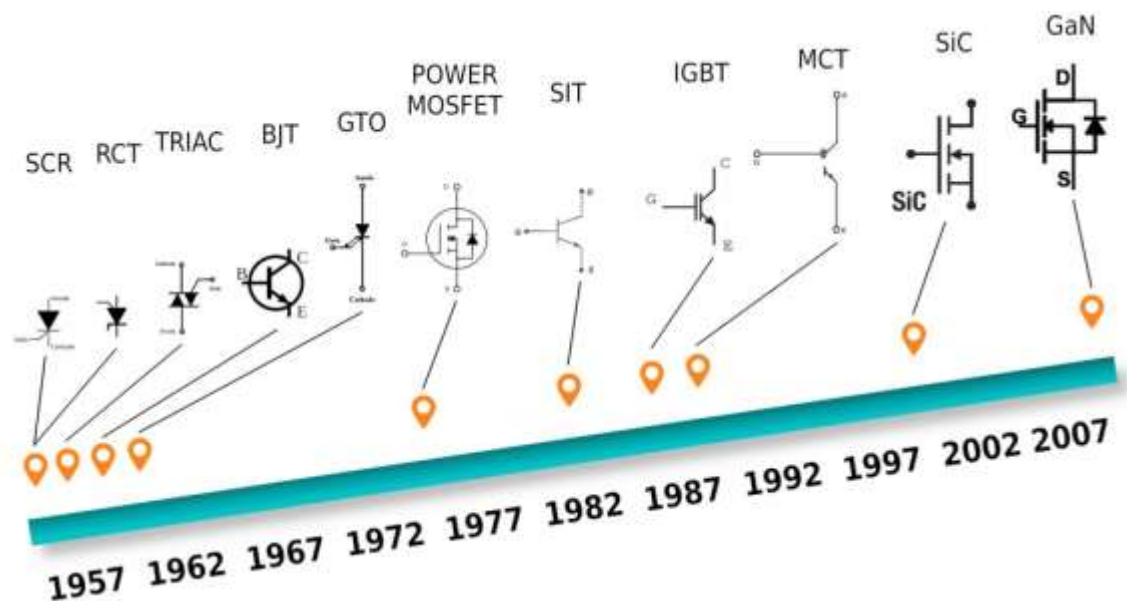 SCR
RCT
TRIAC
BJT
GTO
POWER
MOSFET
SIT
IGBT
MCT
SiC
GaN
B
C
E
G
C
E
SiC
D
G
S
Cathode
1957 1962 1967 1972 1977 1982 1987 1992 1997 2002 2007